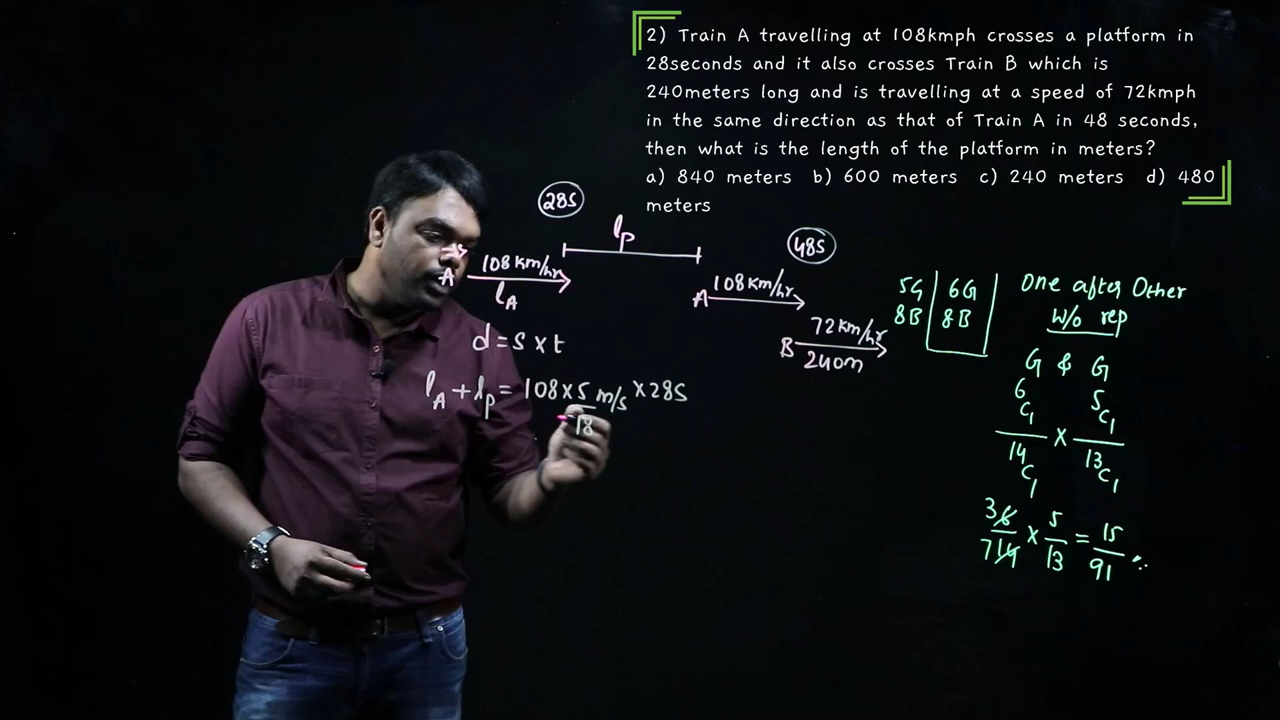 2) Train A travelling at 108kmph crosses a platform in
28seconds and it also crosses Train B which is
240meters long and is travelling at a speed of 72kmph
in the same direction as that of Train A in 48 seconds,
then what is the length of the platform in meters?
a) 840 meters b) 600 meters c) 240 meters d) 480
meters
28S
lp
A 108 Km/hr
lA
48S
A 108 Km/hr
B 72 Km/hr
240m
d = S x t
lA + lp = 108 x 5/18 m/s x 28S
5G 6G
8B 8B
One after Other
W/o rep
G & G
6C1/14C1 x 5C1/13C1
3 6/7 14 x 5/13 = 15/91